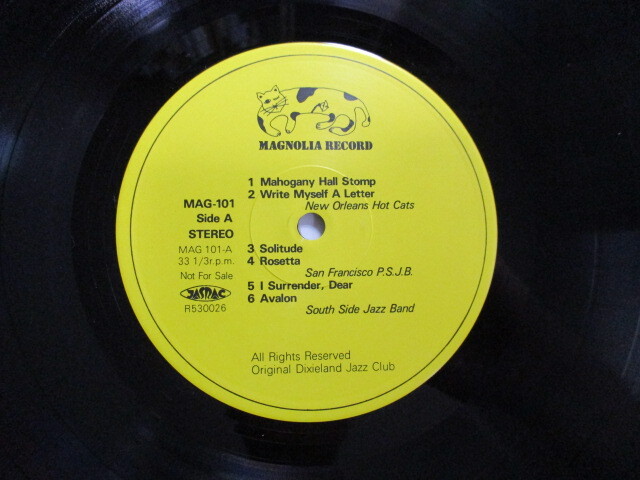 MAGNOLIA RECORD
1 Mahogany Hall Stomp
2 Write Myself A Letter
New Orleans Hot Cats
MAG-101
Side A
STEREO
MAG 101-A
33 1/3r.p.m.
Not For Sale
JASRAC
R530026
3 Solitude
4 Rosetta
San Francisco P.S.J.B.
5 I Surrender, Dear
6 Avalon
South Side Jazz Band
All Rights Reserved
Original Dixieland Jazz Club